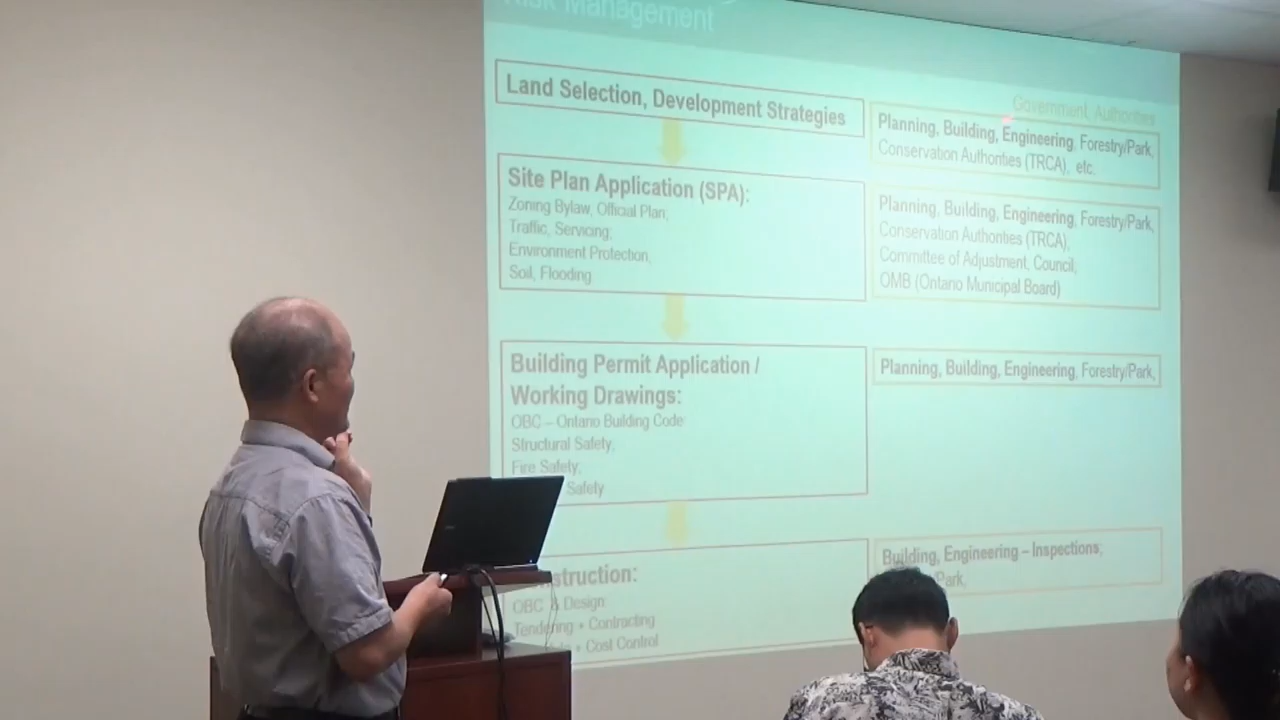 Risk Management
Land Selection, Development Strategies
Government, Authorities
Planning, Building, Engineering, Forestry/Park,
Conservation Authorities (TRCA), etc.
Site Plan Application (SPA):
Zoning Bylaw, Official Plan,
Traffic, Servicing;
Environment Protection,
Soil, Flooding
Planning, Building, Engineering, Forestry/Park,
Conservation Authorities (TRCA),
Committee of Adjustment, Council,
OMB (Ontario Municipal Board)
Building Permit Application /
Working Drawings:
OBC – Ontario Building Code
Structural Safety,
Fire Safety,
Safety
Planning, Building, Engineering, Forestry/Park,
Construction:
OBC & Design
Tendering + Contracting
+ Cost Control
Building, Engineering – Inspections,
Park,